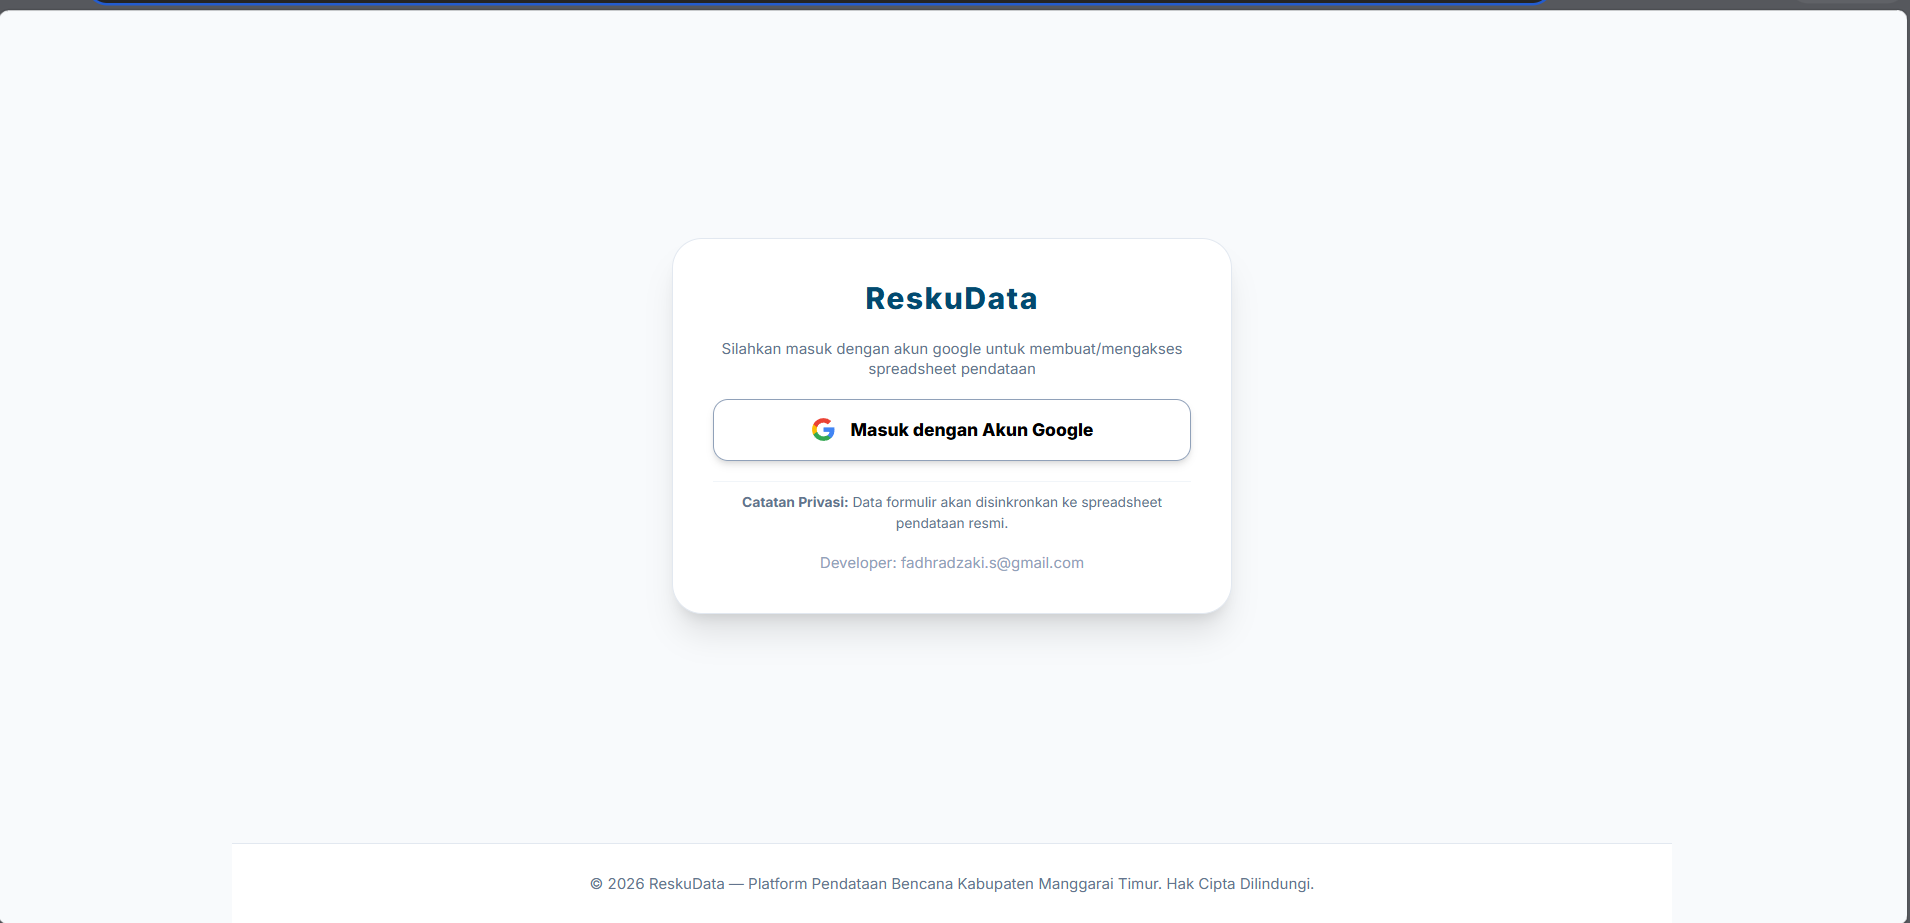 ReskuData
Silahkan masuk dengan akun google untuk membuat/mengakses
spreadsheet pendataan
Masuk dengan Akun Google
Catatan Privasi: Data formulir akan disinkronkan ke spreadsheet
pendataan resmi.
Developer: fadhradzaki.s@gmail.com
© 2026 ReskuData — Platform Pendataan Bencana Kabupaten Manggarai Timur. Hak Cipta Dilindungi.